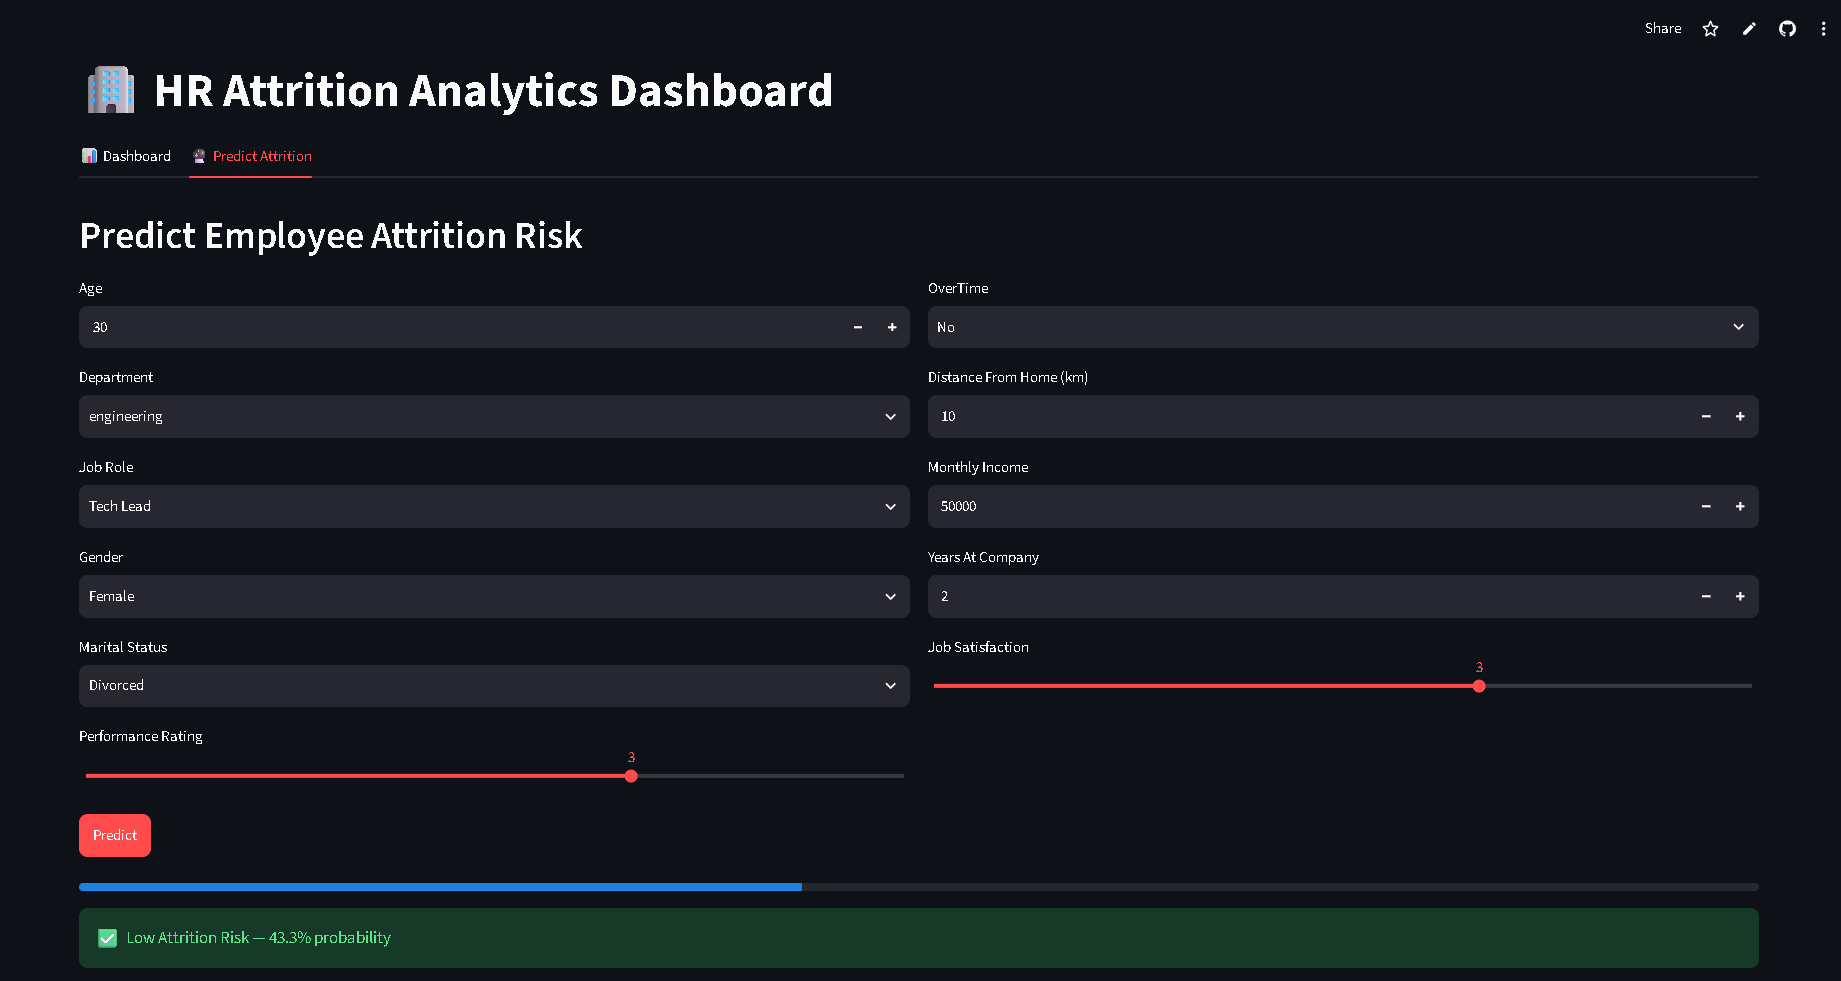 Share
HR Attrition Analytics Dashboard
Dashboard
Predict Attrition
Predict Employee Attrition Risk
Age
30
OverTime
No
Department
engineering
Distance From Home (km)
10
Job Role
Tech Lead
Monthly Income
50000
Gender
Female
Years At Company
2
Marital Status
Divorced
Job Satisfaction
3
Performance Rating
3
Predict
Low Attrition Risk — 43.3% probability